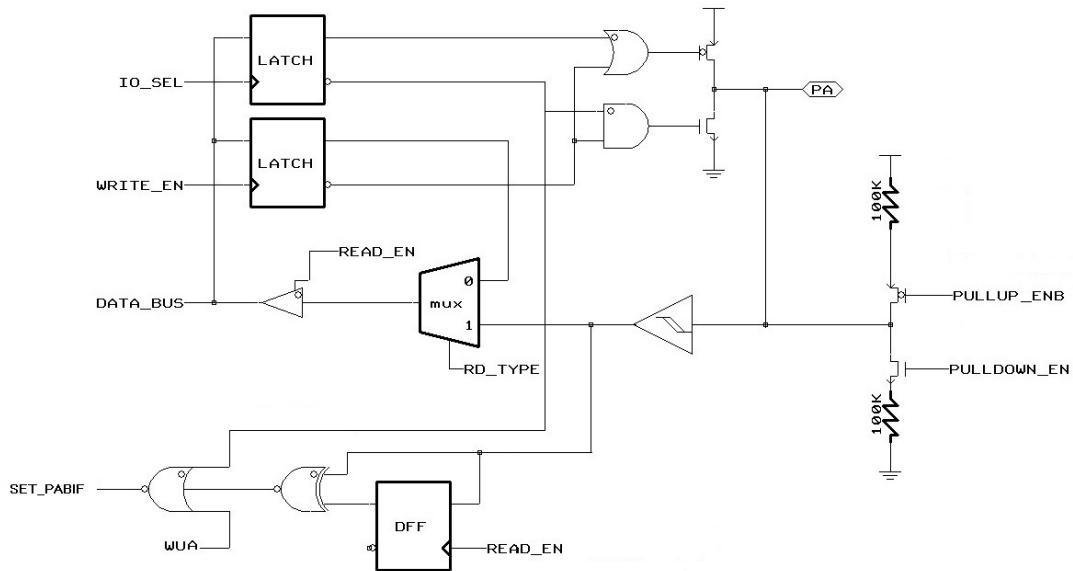 LATCH
IO_SEL
PA
LATCH
WRITE_EN
100K
READ_EN
0
DATA_BUS
mux
PULLUP_ENB
1
RD_TYPE
PULLDOWN_EN
100K
SET_PABIF
DFF
WUA
READ_EN